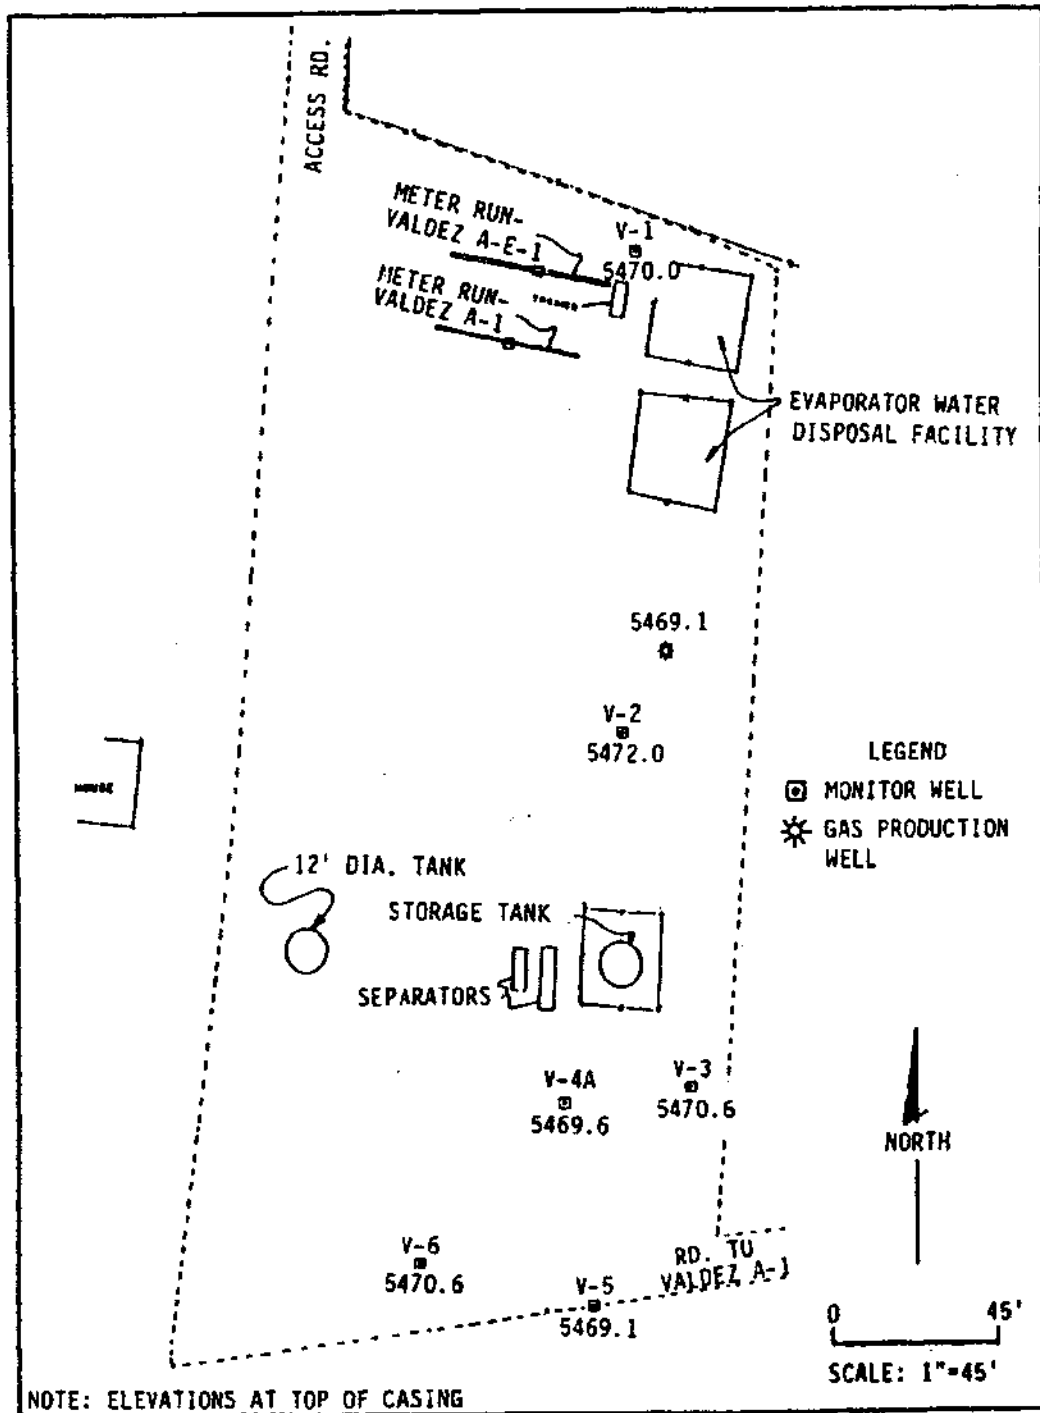 ACCESS RD.
METER RUN-
VALDEZ A-E-1
V-1
5470.0
METER RUN-
VALDEZ A-1
EVAPORATOR WATER
DISPOSAL FACILITY
5469.1
V-2
5472.0
LEGEND
MONITOR WELL
GAS PRODUCTION
WELL
HOUSE
12' DIA. TANK
STORAGE TANK
SEPARATORS
V-4A
5469.6
V-3
5470.6
NORTH
V-6
5470.6
RD. TU
VALDEZ A-1
V-5
5469.1
0 45'
SCALE: 1"=45'
NOTE: ELEVATIONS AT TOP OF CASING